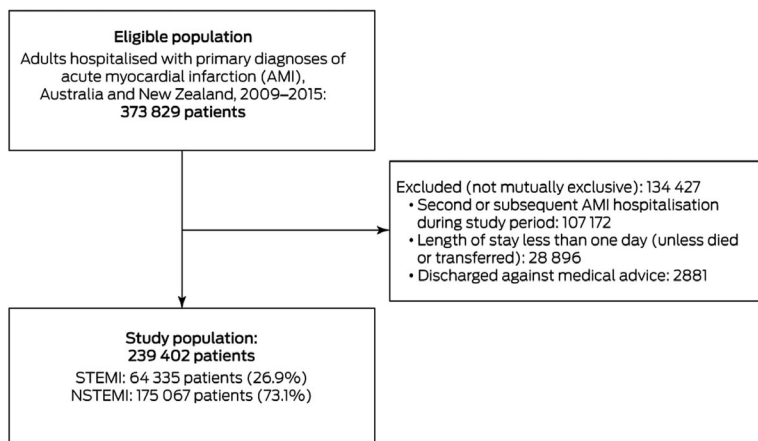 Eligible population
Adults hospitalised with primary diagnoses of
acute myocardial infarction (AMI),
Australia and New Zealand, 2009–2015:
373 829 patients
Excluded (not mutually exclusive): 134 427
• Second or subsequent AMI hospitalisation
during study period: 107 172
• Length of stay less than one day (unless died
or transferred): 28 896
• Discharged against medical advice: 2881
Study population:
239 402 patients
STEMI: 64 335 patients (26.9%)
NSTEMI: 175 067 patients (73.1%)